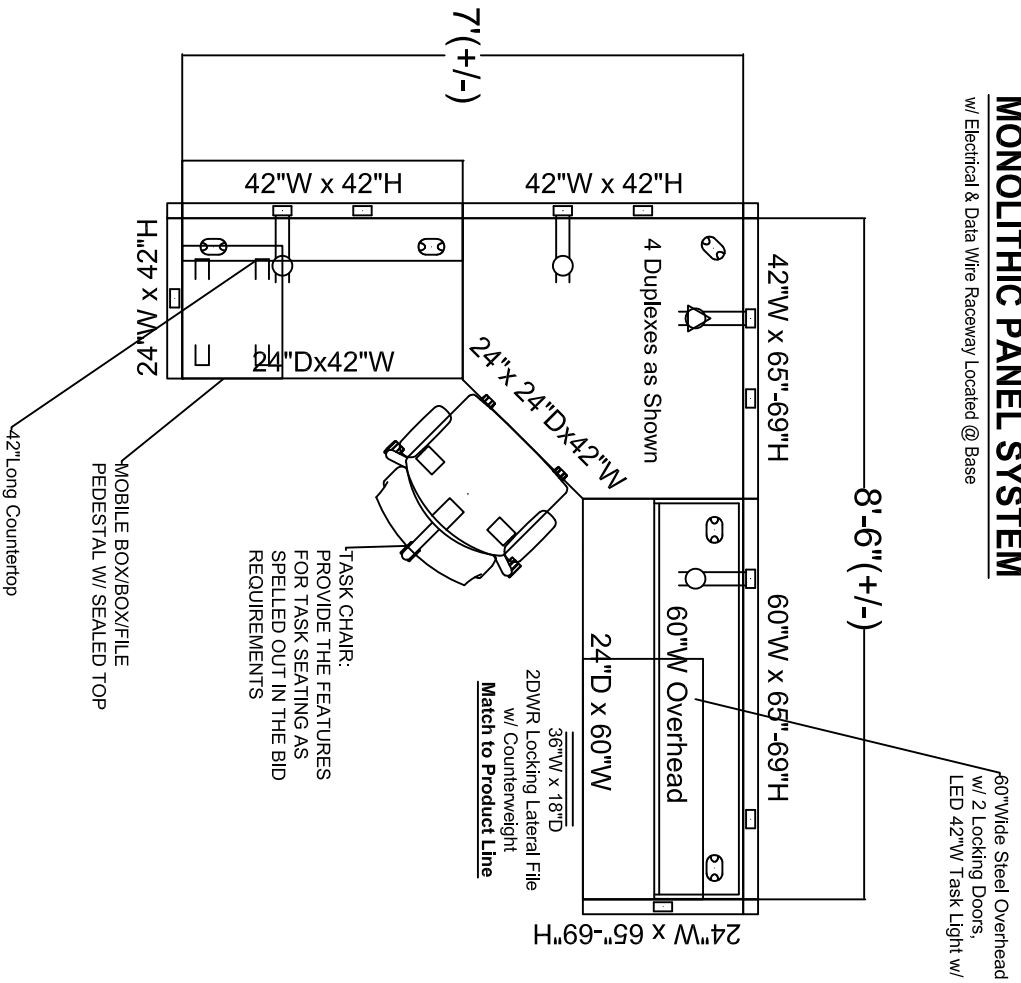 MONOLITHIC PANEL SYSTEM
w/ Electrical & Data Wire Raceway Located @ Base
60"Wide Steel Overhead
w/ 2 Locking Doors,
LED 42"W Task Light w/
8'-6"(+/-)
42"W x 65"-69"H
60"W x 65"-69"H
24"W x 65"-69"H
7'(+/-)
42"W x 42"H
42"W x 42"H
24"W x 42"H
4 Duplexes as Shown
60"W Overhead
24"D x 60"W
24"x 24"Dx42"W
24"Dx42"W
36"W x 18"D
2DWR Locking Lateral File
w/ Counterweight
Match to Product Line
TASK CHAIR:
PROVIDE THE FEATURES
FOR TASK SEATING AS
SPELLED OUT IN THE BID
REQUIREMENTS
MOBILE BOX/BOX/FILE
PEDESTAL W/ SEALED TOP
42"Long Countertop